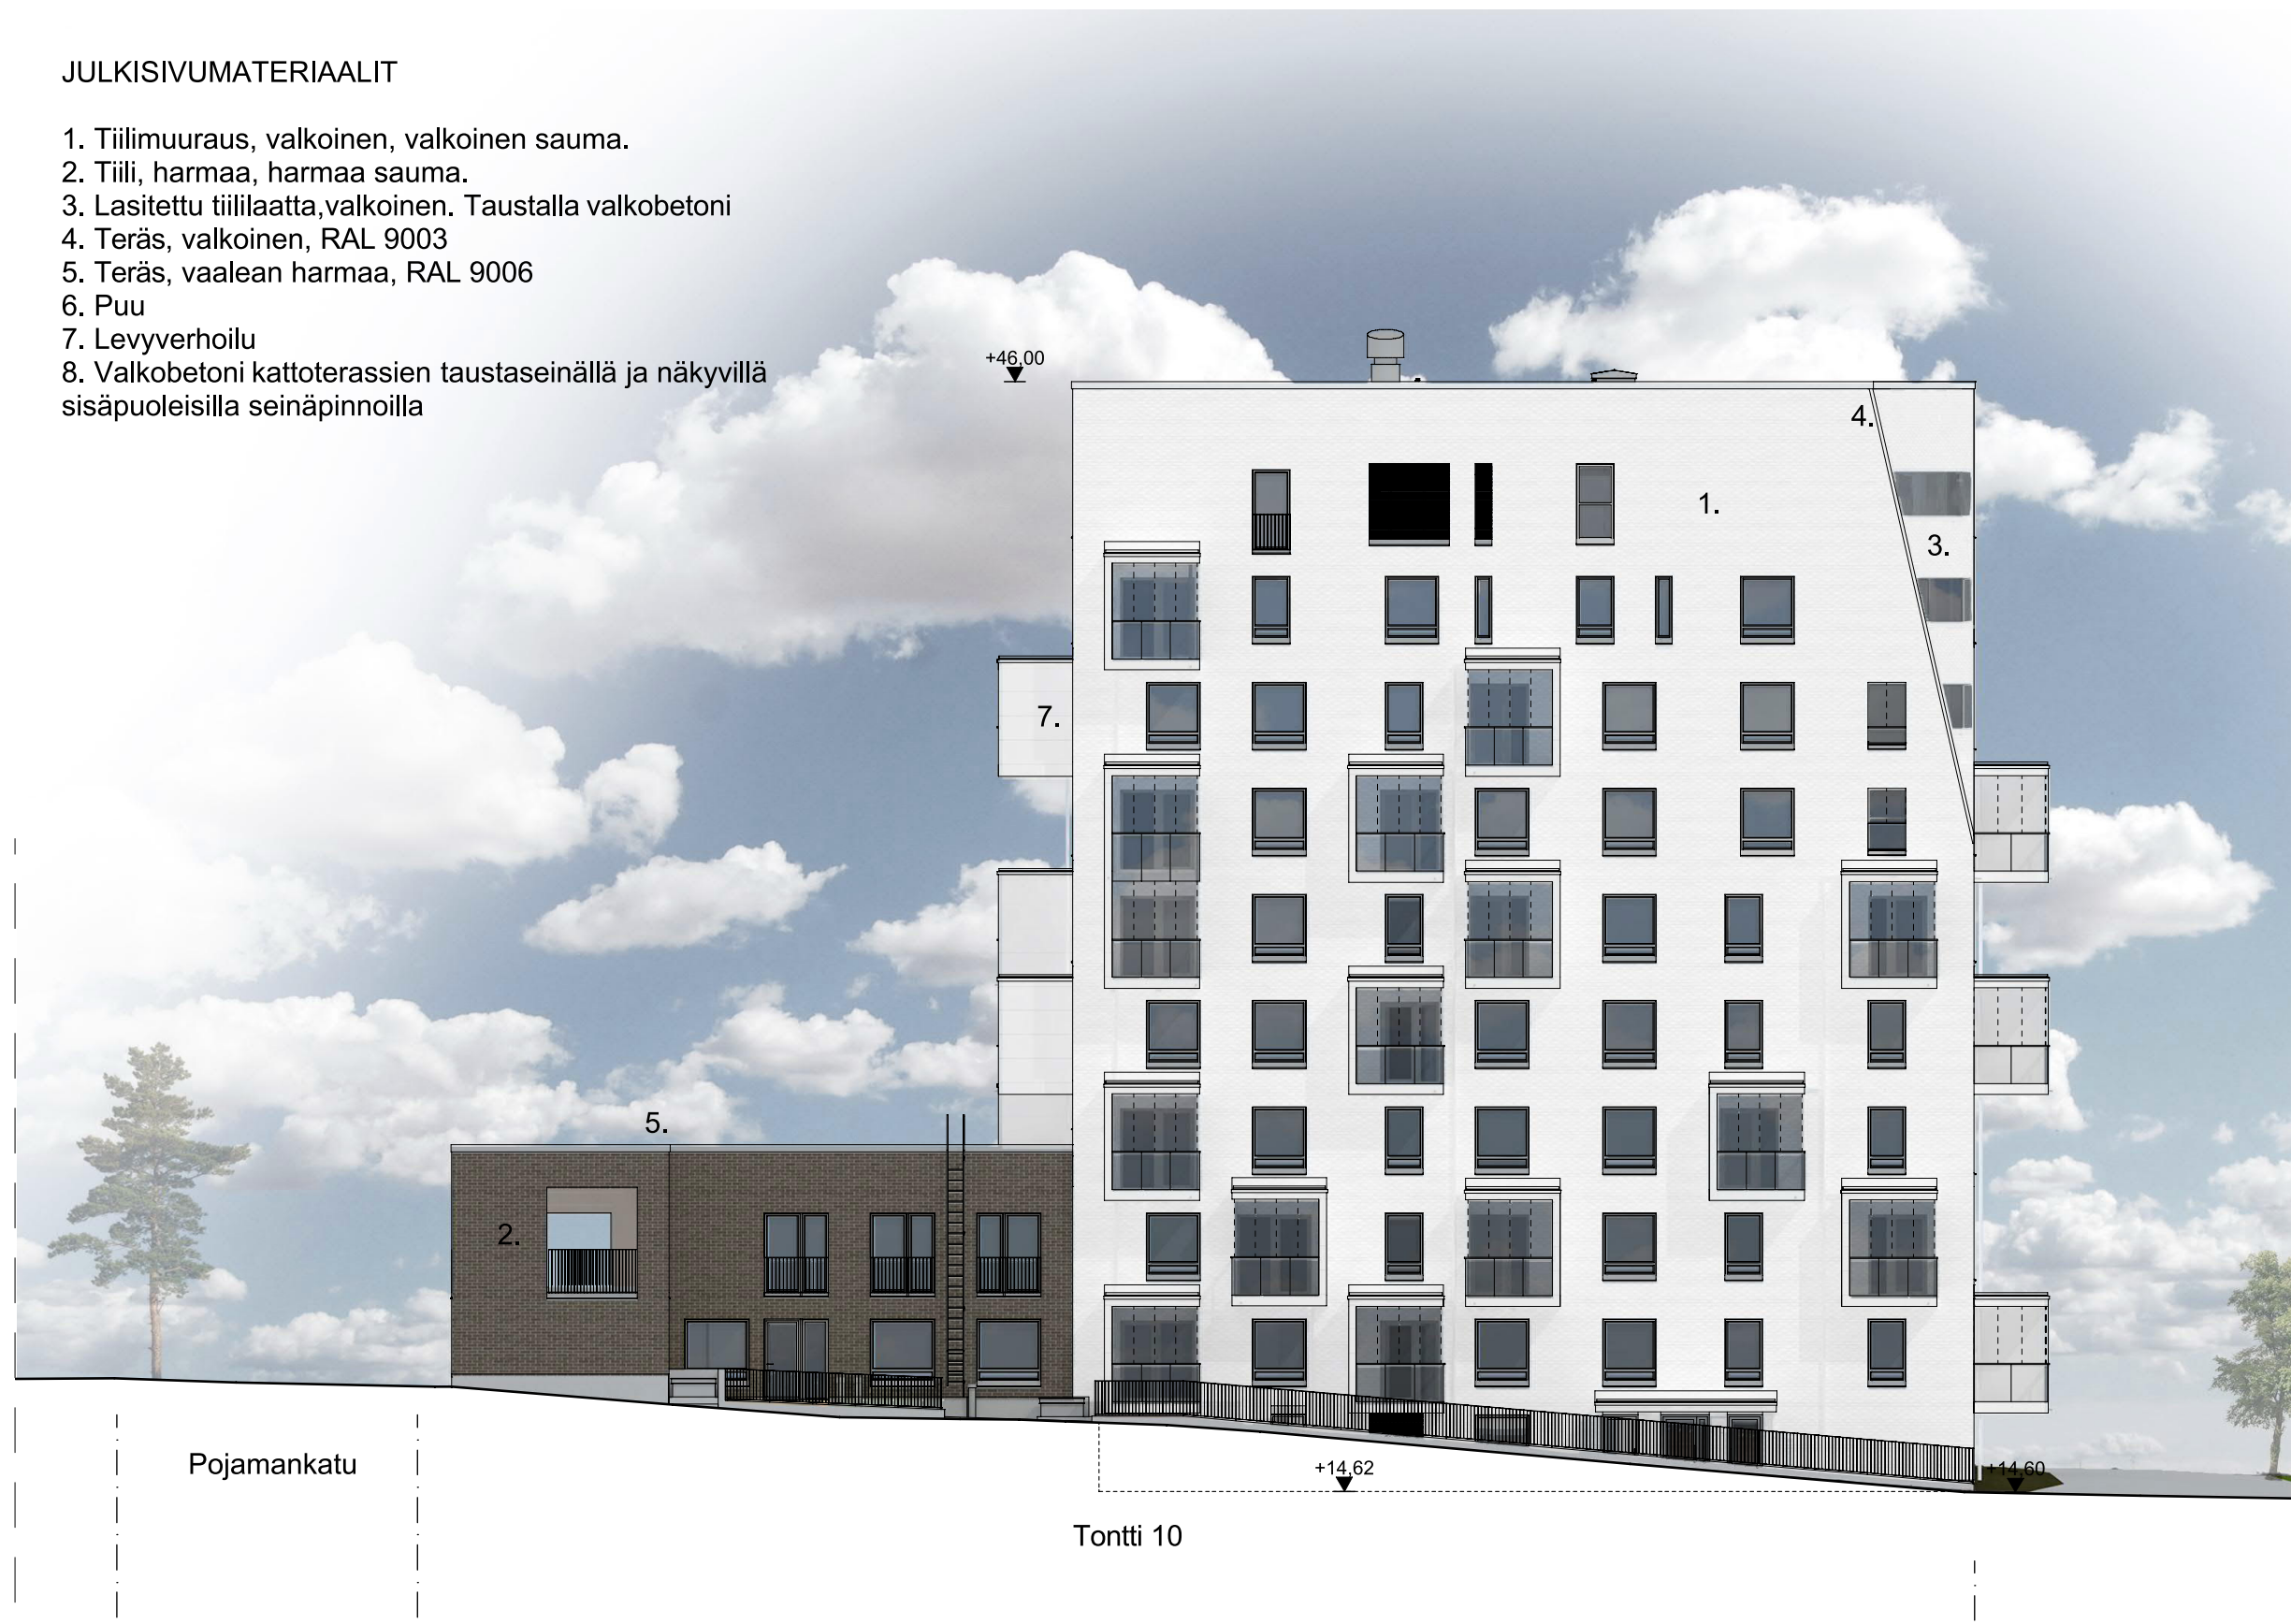 JULKISIVUMATERIAALIT
1. Tiilimuuraus, valkoinen, valkoinen sauma.
2. Tiili, harmaa, harmaa sauma.
3. Lasitettu tiililaatta,valkoinen. Taustalla valkobetoni
4. Teräs, valkoinen, RAL 9003
5. Teräs, vaalean harmaa, RAL 9006
6. Puu
7. Levyverhoilu
8. Valkobetoni kattoterassien taustaseinällä ja näkyvillä
sisäpuoleisilla seinäpinnoilla
+46,00
4.
1.
3.
7.
5.
2.
Pojamankatu
+14,62
+14,60
Tontti 10